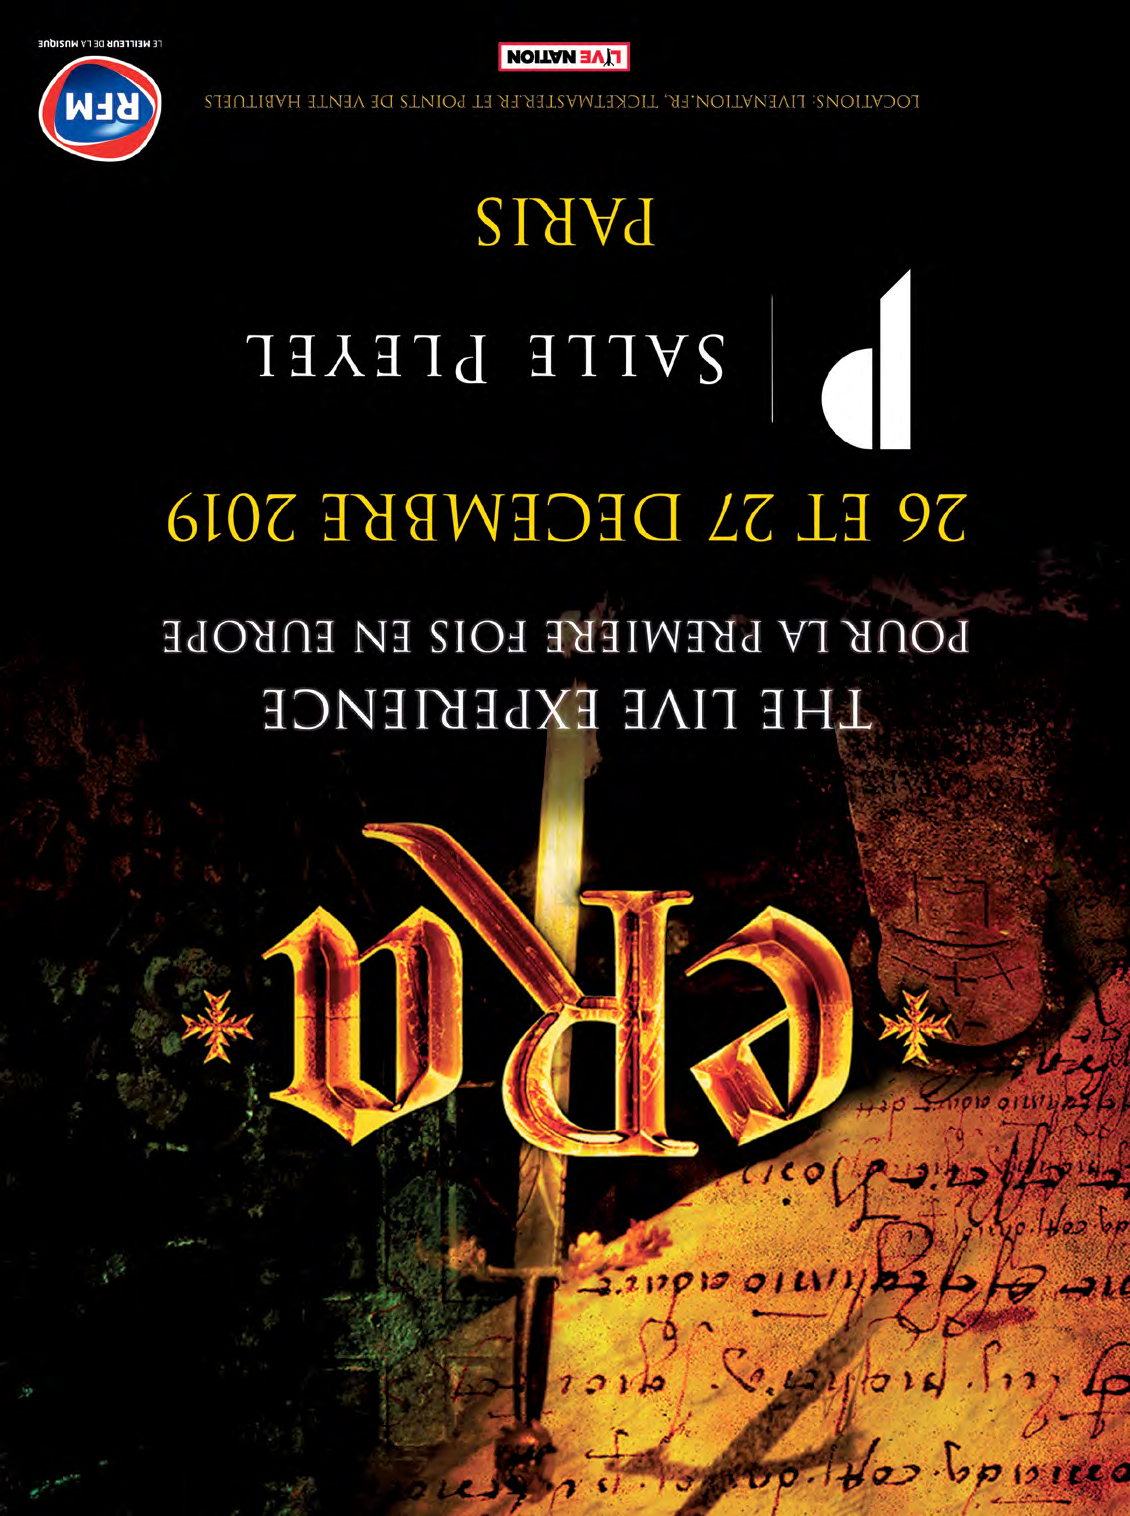 eRa
THE LIVE EXPERIENCE
POUR LA PREMIERE FOIS EN EUROPE
26 ET 27 DECEMBRE 2019
SALLE PLEYEL
PARIS
LOCATIONS: LIVENATION.FR, TICKETMASTER.FR ET POINTS DE VENTE HABITUELS
LIVE NATION
RFM
LE MEILLEUR DE LA MUSIQUE